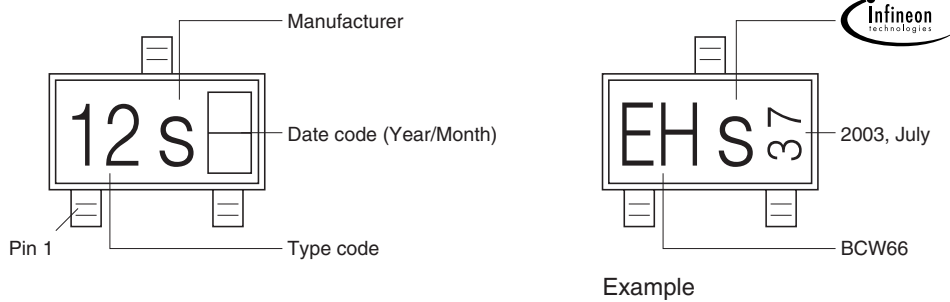 Manufacturer
Infineon
technologies
12 s
Date code (Year/Month)
EH s 37
2003, July
Pin 1
Type code
BCW66
Example